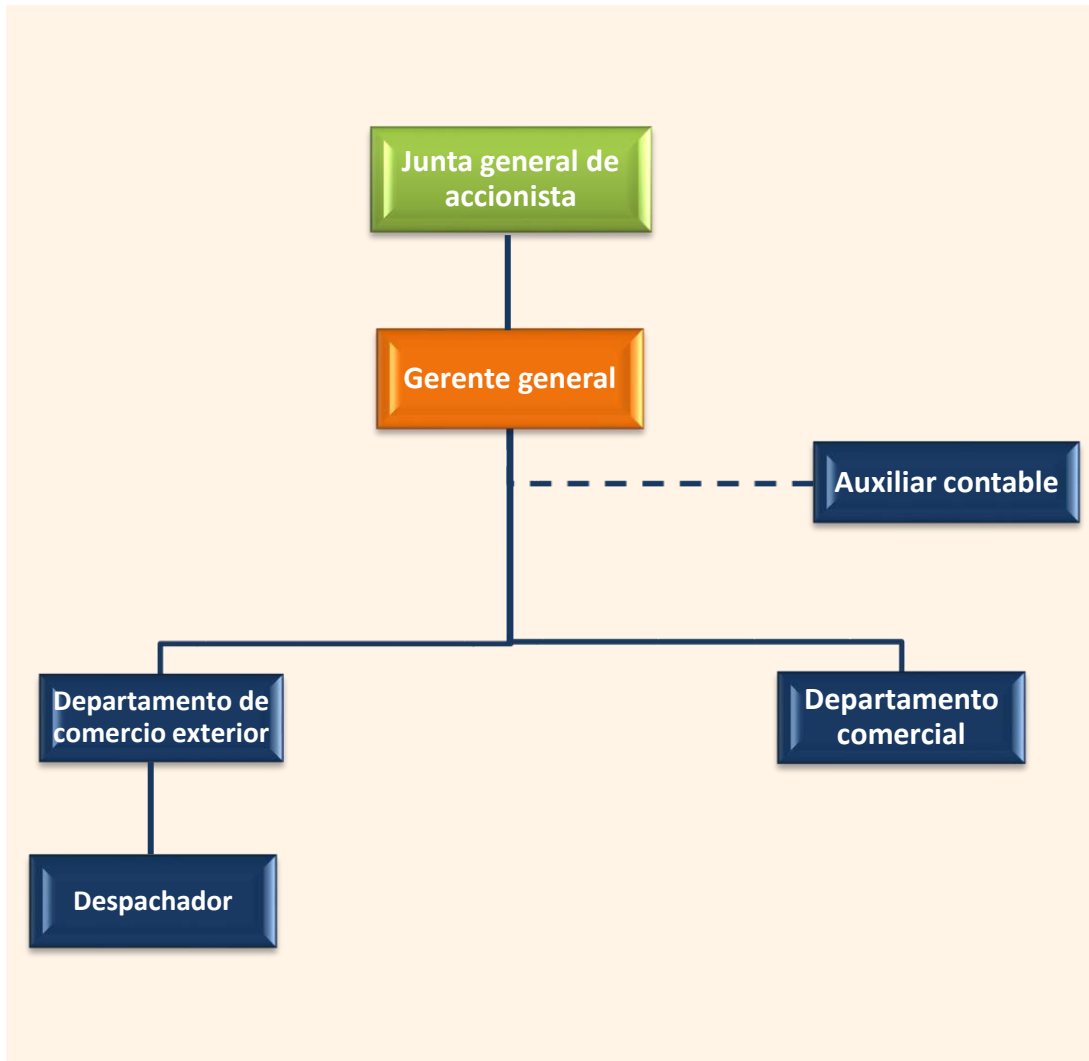 Junta general de
accionista
Gerente general
Auxiliar contable
Departamento de
comercio exterior
Departamento
comercial
Despachador